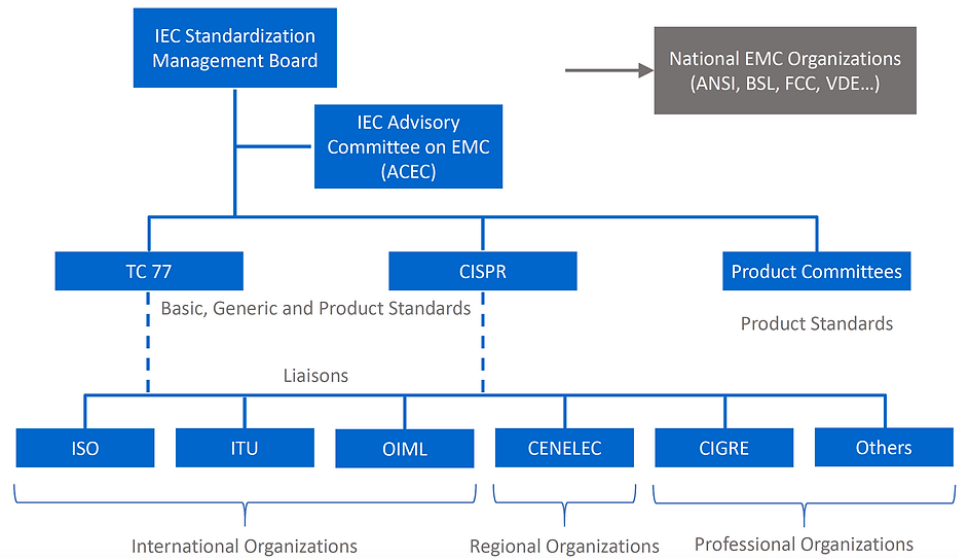 IEC Standardization
Management Board
National EMC Organizations
(ANSI, BSL, FCC, VDE...)
IEC Advisory
Committee on EMC
(ACEC)
TC 77
CISPR
Product Committees
Basic, Generic and Product Standards
Product Standards
Liaisons
ISO
ITU
OIML
CENELEC
CIGRE
Others
International Organizations
Regional Organizations
Professional Organizations